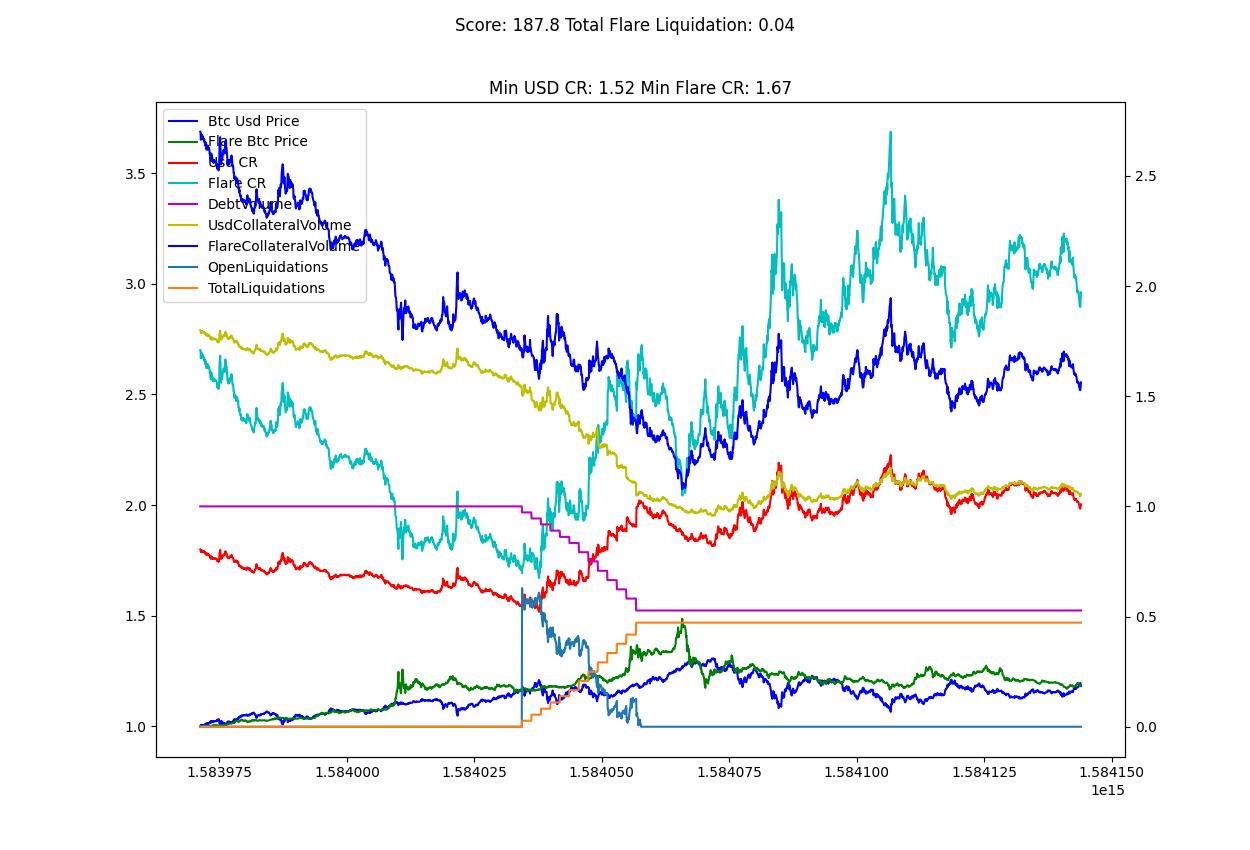 Score: 187.8 Total Flare Liquidation: 0.04
Min USD CR: 1.52 Min Flare CR: 1.67
Btc Usd Price
Flare Btc Price
Usd CR
Flare CR
DebtVolume
UsdCollateralVolume
FlareCollateralVolume
OpenLiquidations
TotalLiquidations
3.5
3.0
2.5
2.0
1.5
1.0
2.5
2.0
1.5
1.0
0.5
0.0
1.583975 1.584000 1.584025 1.584050 1.584075 1.584100 1.584125 1.584150
1e15